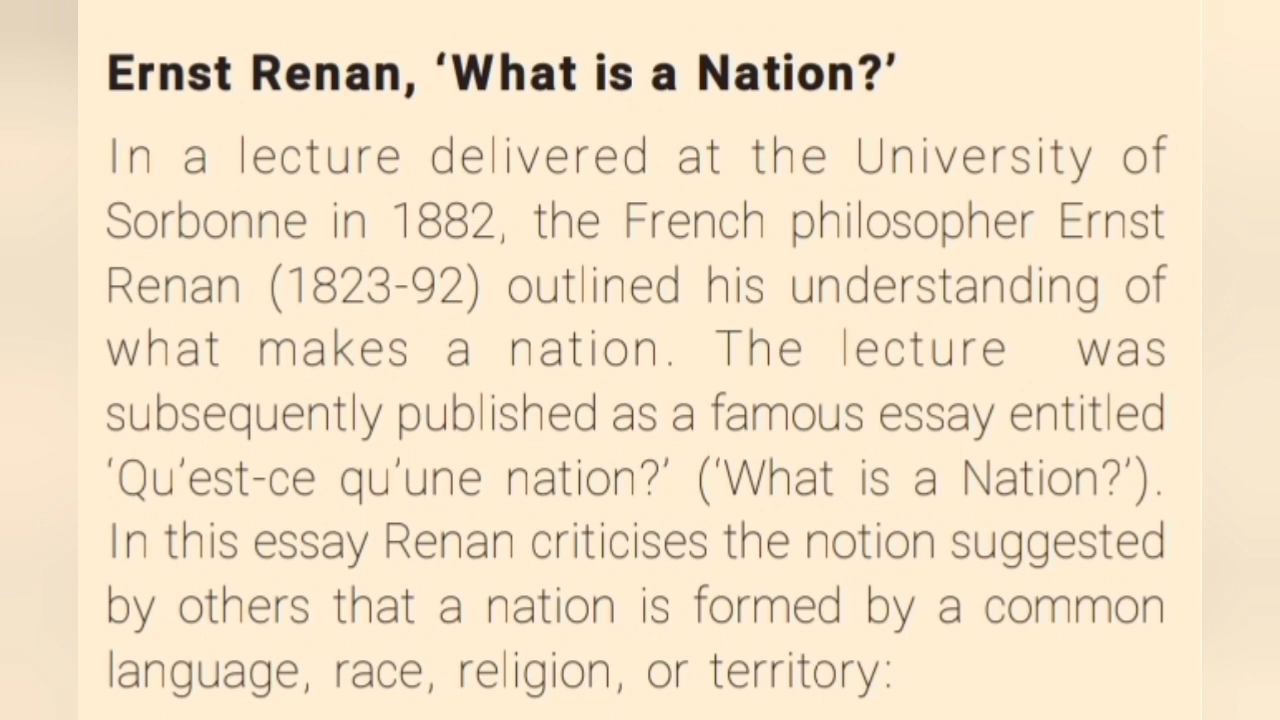 Ernst Renan, ‘What is a Nation?’
In a lecture delivered at the University of
Sorbonne in 1882, the French philosopher Ernst
Renan (1823-92) outlined his understanding of
what makes a nation. The lecture was
subsequently published as a famous essay entitled
‘Qu’est-ce qu’une nation?’ (‘What is a Nation?’).
In this essay Renan criticises the notion suggested
by others that a nation is formed by a common
language, race, religion, or territory: